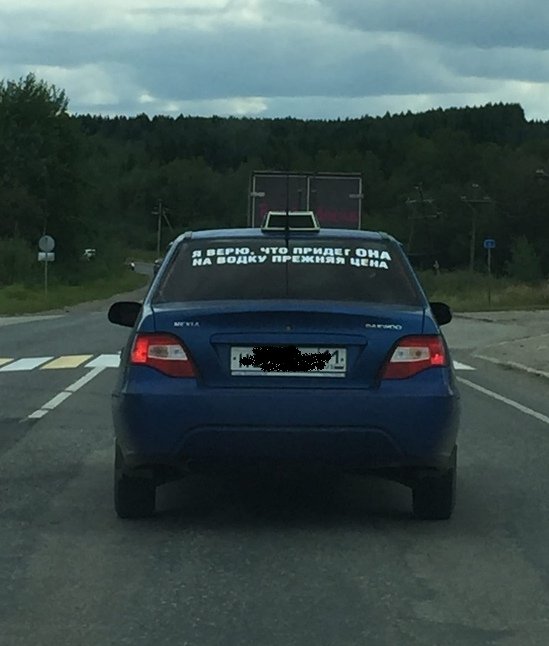 Я ВЕРЮ, ЧТО ПРИДЕТ ОНА
НА ВОДКУ ПРЕЖНЯЯ ЦЕНА
NEXIA DAEWOO